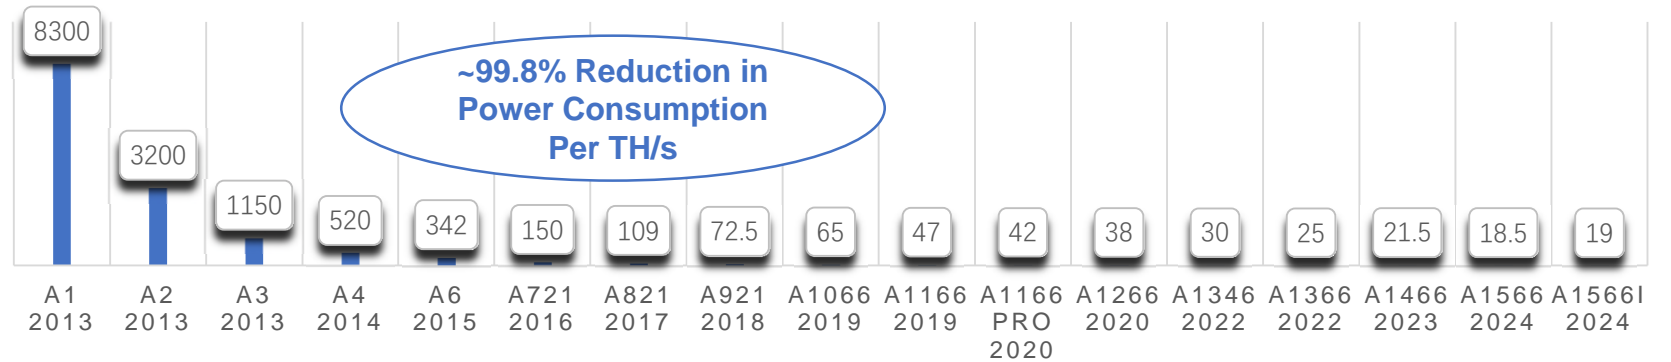 8300
~99.8% Reduction in
Power Consumption
Per TH/s
3200
1150
520
342
150
109
72.5
65
47
42
38
30
25
21.5
18.5
19
A1
2013
A2
2013
A3
2013
A4
2014
A6
2015
A721
2016
A821
2017
A921
2018
A1066
2019
A1166
2019
A1166
PRO
2020
A1266
2020
A1346
2022
A1366
2022
A1466
2023
A1566
2024
A1566I
2024